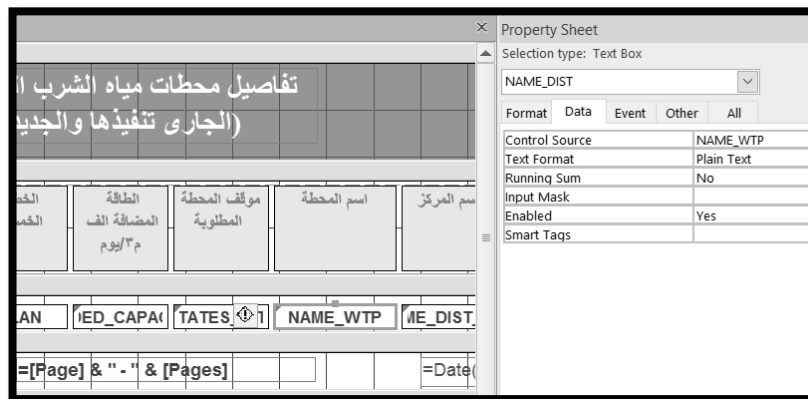 Property Sheet
Selection type: Text Box
NAME_DIST
Format Data Event Other All
Control Source NAME_WTP
Text Format Plain Text
Running Sum No
Input Mask
Enabled Yes
Smart Tags
تفاصيل محطات مياه الشرب
(الجارى تنفيذها
اسم المحطة
موقف المحطة
المطلوبة
الطاقة
المضافة الف
م٣/يوم
المركز
NAME_WTP
=[Page] & " - " & [Pages]